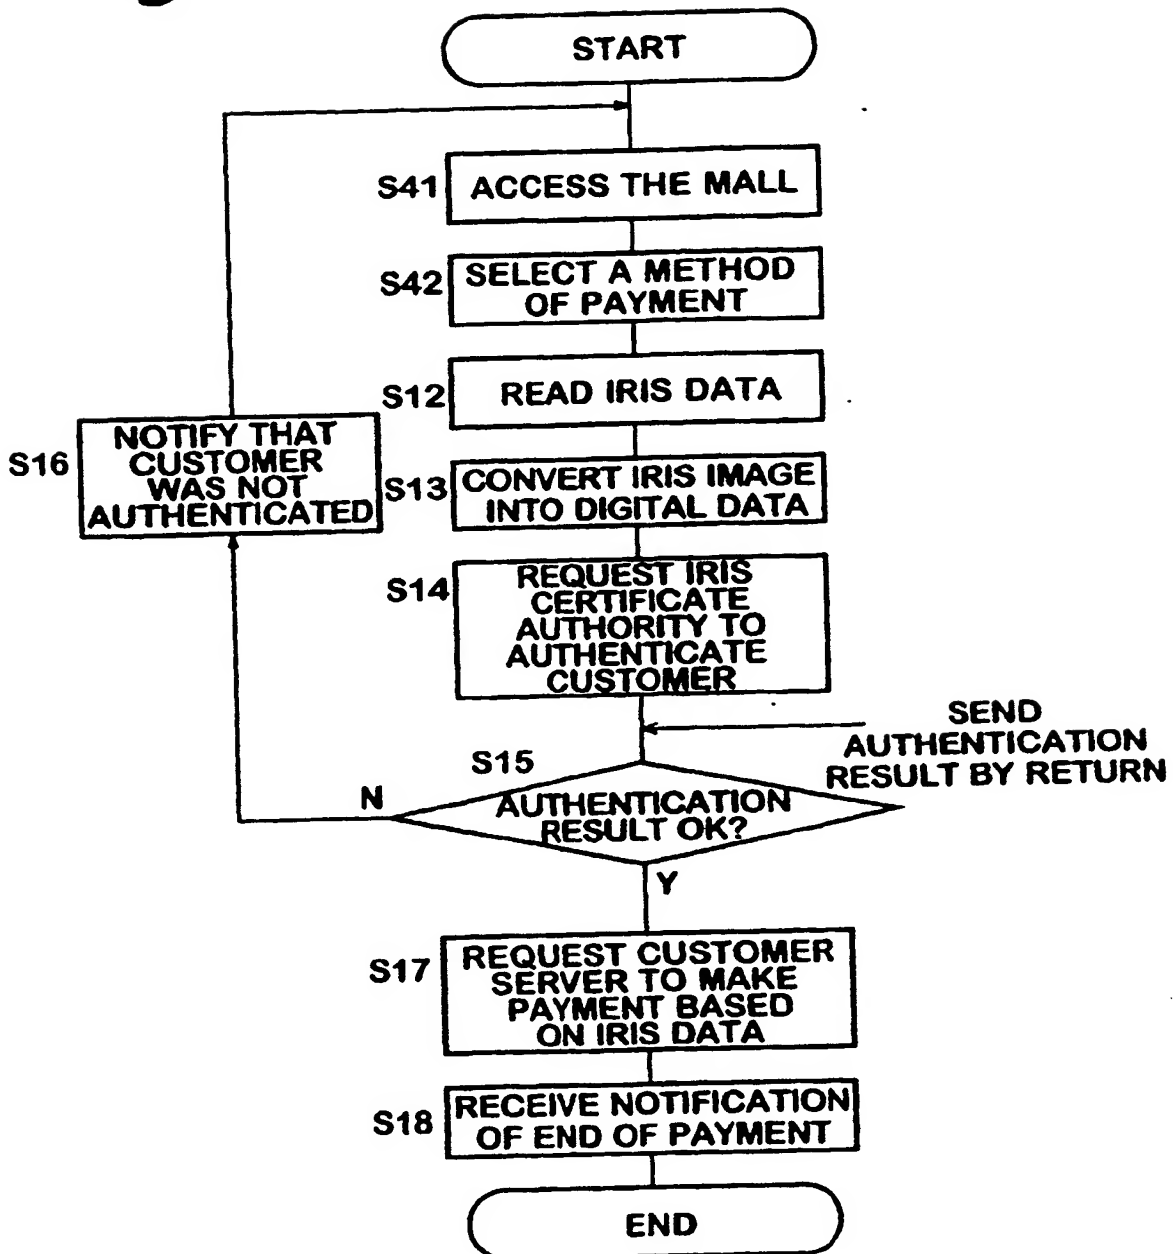 START
S41
ACCESS THE MALL
S42
SELECT A METHOD
OF PAYMENT
S12
READ IRIS DATA
S16
NOTIFY THAT
CUSTOMER
WAS NOT
AUTHENTICATED
S13
CONVERT IRIS IMAGE
INTO DIGITAL DATA
S14
REQUEST IRIS
CERTIFICATE
AUTHORITY TO
AUTHENTICATE
CUSTOMER
SEND
AUTHENTICATION
RESULT BY RETURN
S15
N
AUTHENTICATION
RESULT OK?
Y
S17
REQUEST CUSTOMER
SERVER TO MAKE
PAYMENT BASED
ON IRIS DATA
S18
RECEIVE NOTIFICATION
OF END OF PAYMENT
END